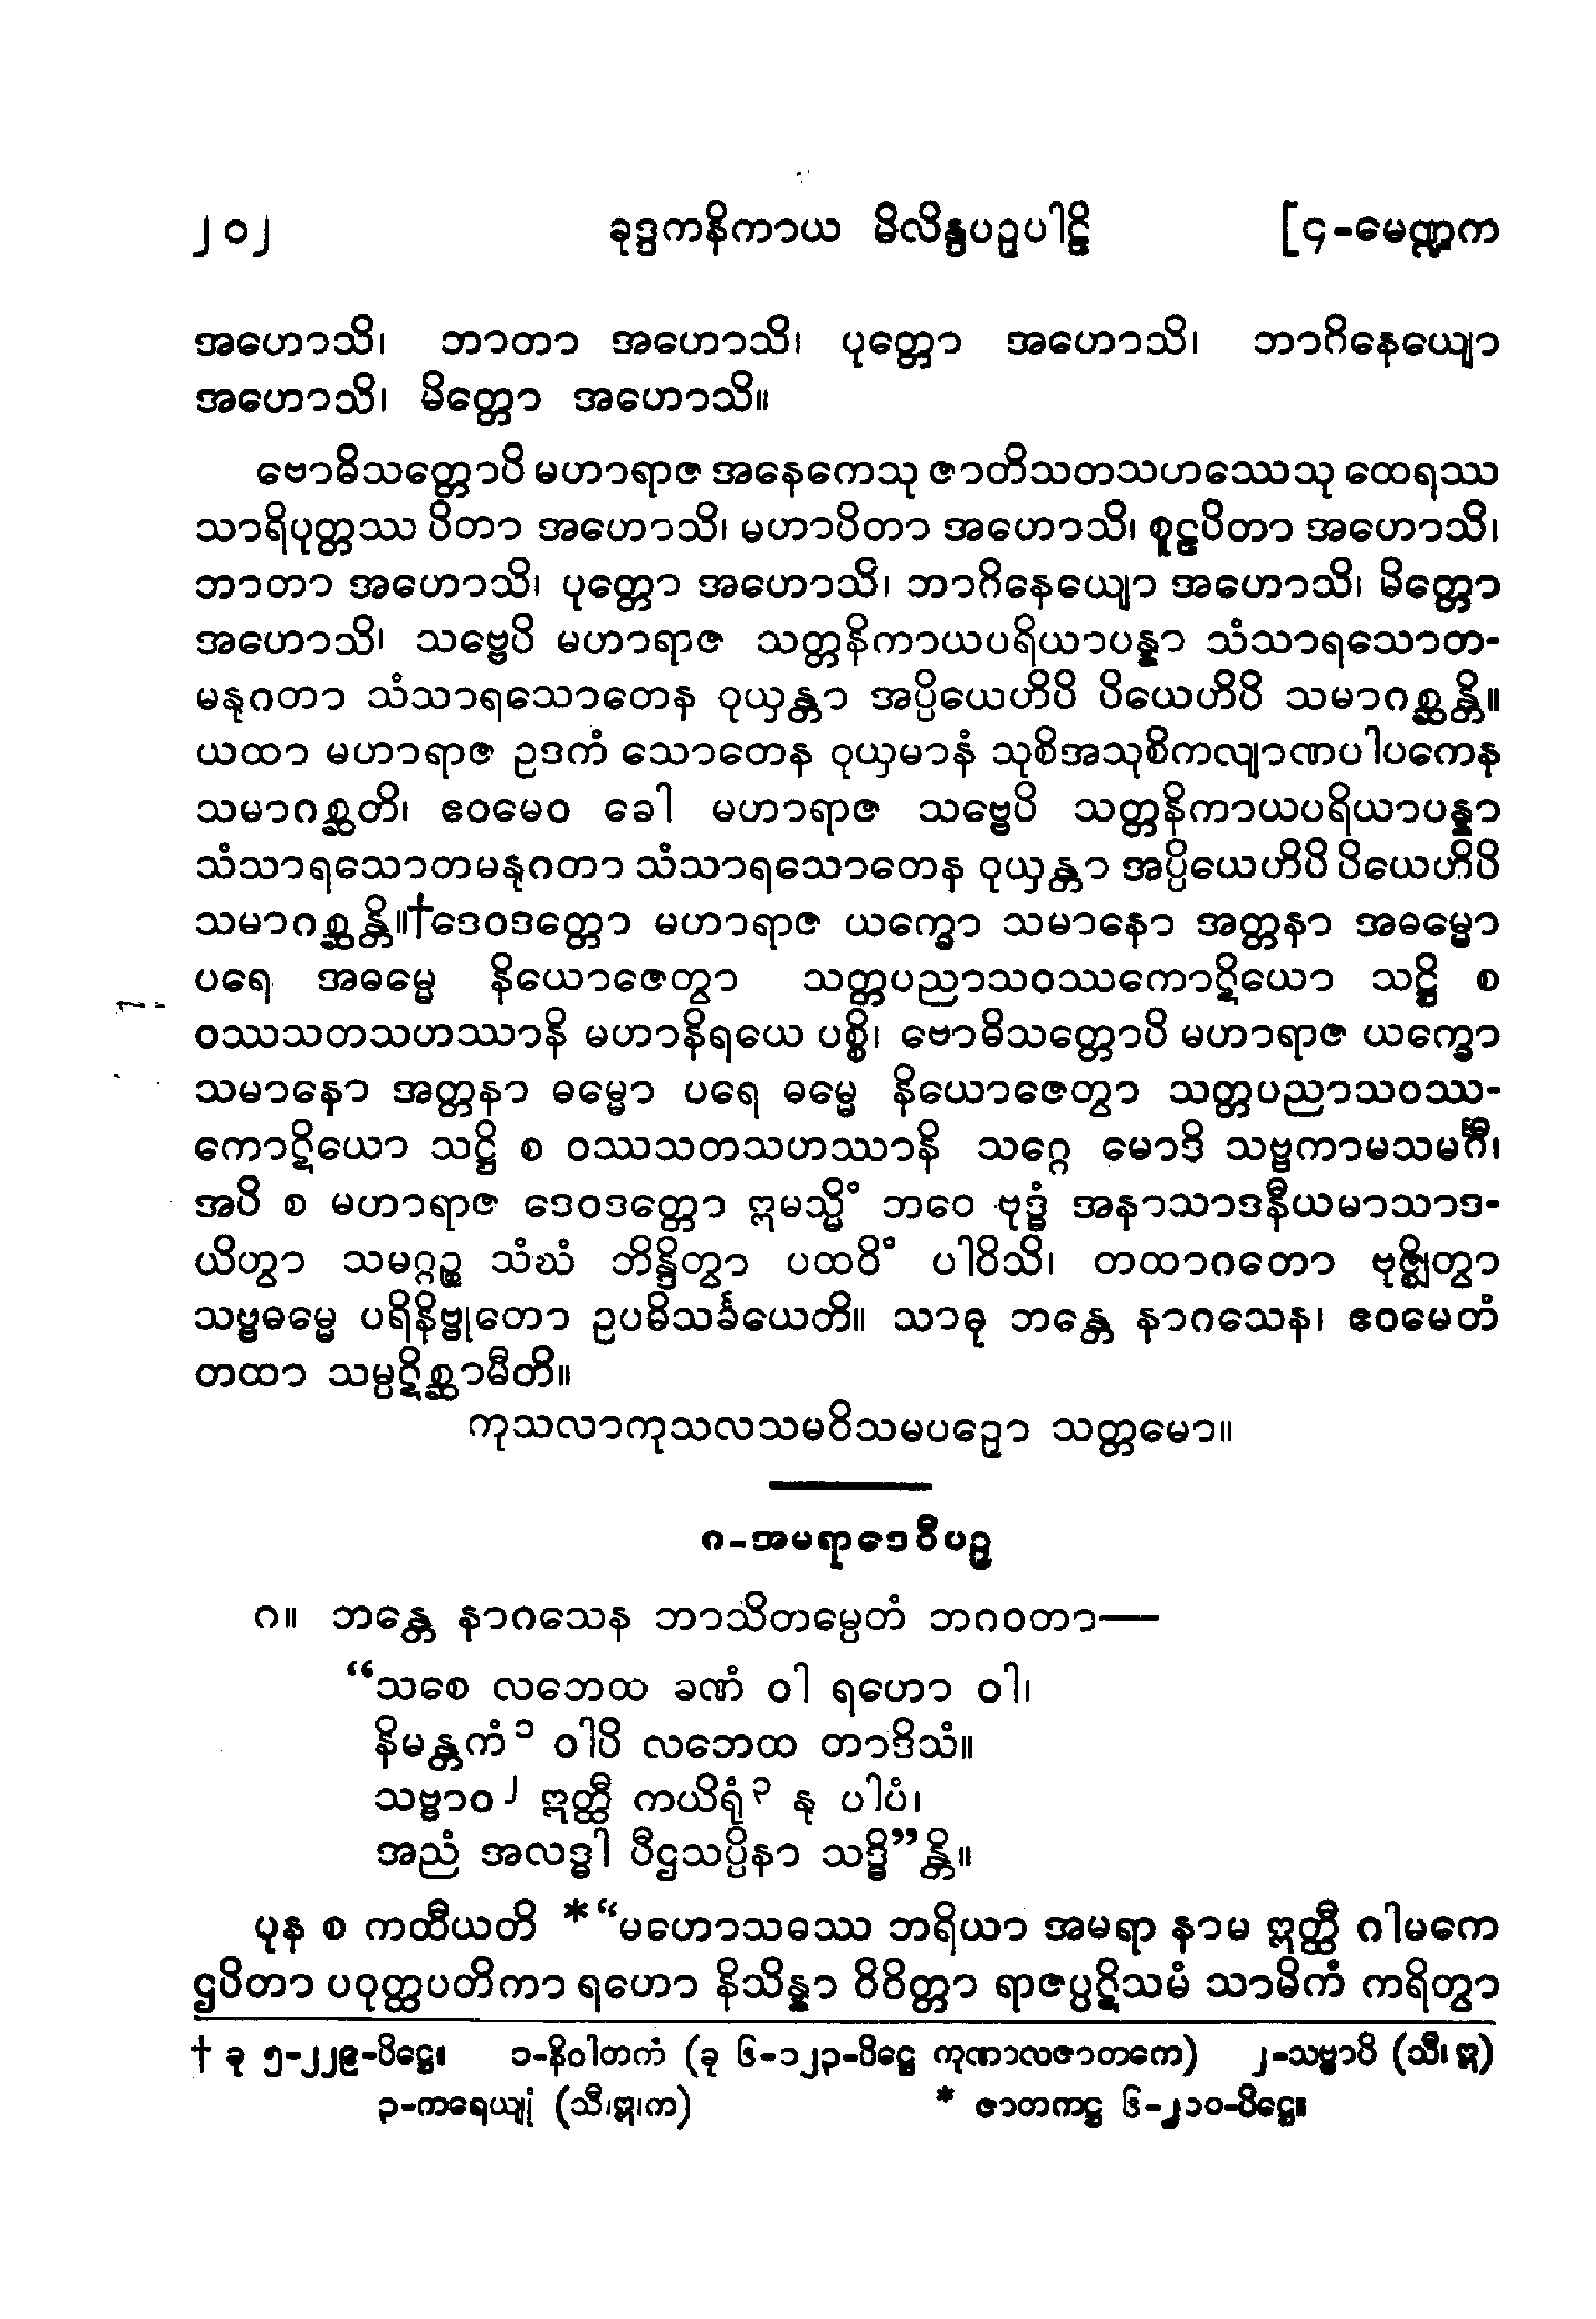 ၂၀၂ ခုဒ္ဒကနိကာယ မိလိန္ဒပဉှပါဠိ [၄-မေဏ္ဍက
အဟောသိ၊ ဘာတာ အဟောသိ၊ ပုတ္တော အဟောသိ၊ ဘာဂိနေယျော
အဟောသိ၊ မိတ္တော အဟောသိ။
ဗောဓိသတ္တောပိ မဟာရာဇ အနေကေသု ဇာတိသတသဟဿေသု ထေရဿ
သာရိပုတ္တဿ ပိတာ အဟောသိ၊ မဟာပိတာ အဟောသိ၊ စူဠပိတာ အဟောသိ၊
ဘာတာ အဟောသိ၊ ပုတ္တော အဟောသိ၊ ဘာဂိနေယျော အဟောသိ၊ မိတ္တော
အဟောသိ၊ သဗ္ဗေပိ မဟာရာဇ သတ္တနိကာယပရိယာပန္နာ သံသာရသောတ-
မနုဂတာ သံသာရသောတေန ဝုယှန္တာ အပ္ပိယေဟိပိ ပိယေဟိပိ သမာဂစ္ဆန္တိ။
ယထာ မဟာရာဇ ဥဒကံ သောတေန ဝုယှမာနံ သုစိအသုစိကလျာဏပါပကေန
သမာဂစ္ဆတိ၊ ဧဝမေဝ ခေါ မဟာရာဇ သဗ္ဗေပိ သတ္တနိကာယပရိယာပန္နာ
သံသာရသောတမနုဂတာ သံသာရသောတေန ဝုယှန္တာ အပ္ပိယေဟိပိ ပိယေဟိပိ
သမာဂစ္ဆန္တိ။†ဒေဝဒတ္တော မဟာရာဇ ယက္ခော သမာနော အတ္တနာ အဓမ္မော
ပရေ အဓမ္မေ နိယောဇေတွာ သတ္တပညာသဝဿကောဋိယော သဋ္ဌိ စ
ဝဿသတသဟဿာနိ မဟာနိရယေ ပစ္စိ၊ ဗောဓိသတ္တောပိ မဟာရာဇ ယက္ခော
သမာနော အတ္တနာ ဓမ္မော ပရေ ဓမ္မေ နိယောဇေတွာ သတ္တပညာသဝဿ-
ကောဋိယော သဋ္ဌိ စ ဝဿသတသဟဿာနိ သဂ္ဂေ မောဒိ သဗ္ဗကာမသမင်္ဂီ၊
အပိ စ မဟာရာဇ ဒေဝဒတ္တော ဣမသ္မိံ ဘဝေ ဗုဒ္ဓံ အနာသာဒနီယမာသာဒ-
ယိတွာ သမဂ္ဂဉ္စ သံဃံ ဘိန္ဒိတွာ ပထဝိံ ပါဝိသိ၊ တထာဂတော ဗုဇ္ဈိတွာ
သဗ္ဗဓမ္မေ ပရိနိဗ္ဗုတော ဥပဓိသင်္ခယေတိ။ သာဓု ဘန္တေ နာဂသေန၊ ဧဝမေတံ
တထာ သမ္ပဋိစ္ဆာမီတိ။
ကုသလာကုသလသမဝိသမပဉှော သတ္တမော။
ဂ-အမရာဒေဝီပဉှ
ဂ။ ဘန္တေ နာဂသေန ဘာသိတမ္ပေတံ ဘဂဝတာ—
“သစေ လဘေထ ခဏံ ဝါ ရဟော ဝါ၊
နိမန္တကံ၁ ဝါပိ လဘေထ တာဒိသံ။
သဗ္ဗာဝ၂ ဣတ္ထီ ကယိရုံ၃ နု ပါပံ၊
အညံ အလဒ္ဓါ ပီဌသပ္ပိနာ သဒ္ဓိ”န္တိ။
ပုန စ ကထီယတိ *“မဟောသဓဿ ဘရိယာ အမရာ နာမ ဣတ္ထီ ဂါမကေ
ဌပိတာ ပဝုတ္ထပတိကာ ရဟော နိသိန္နာ ဝိဝိတ္တာ ရာဇပ္ပဋိသမံ သာမိကံ ကရိတွာ
† ခု ၅-၂၂၉-ပိဋ္ဌေ။ ၁-နိဝါတကံ (ခု ၆-၁၂၃-ပိဋ္ဌေ ကုဏာလဇာတကေ) ၂-သဗ္ဗာပိ (သီ၊ ဣ)
၃-ကရေယျုံ (သီ၊ဣ၊က) * ဇာတကဋ္ဌ ၆-၂၁၀-ပိဋ္ဌေ။